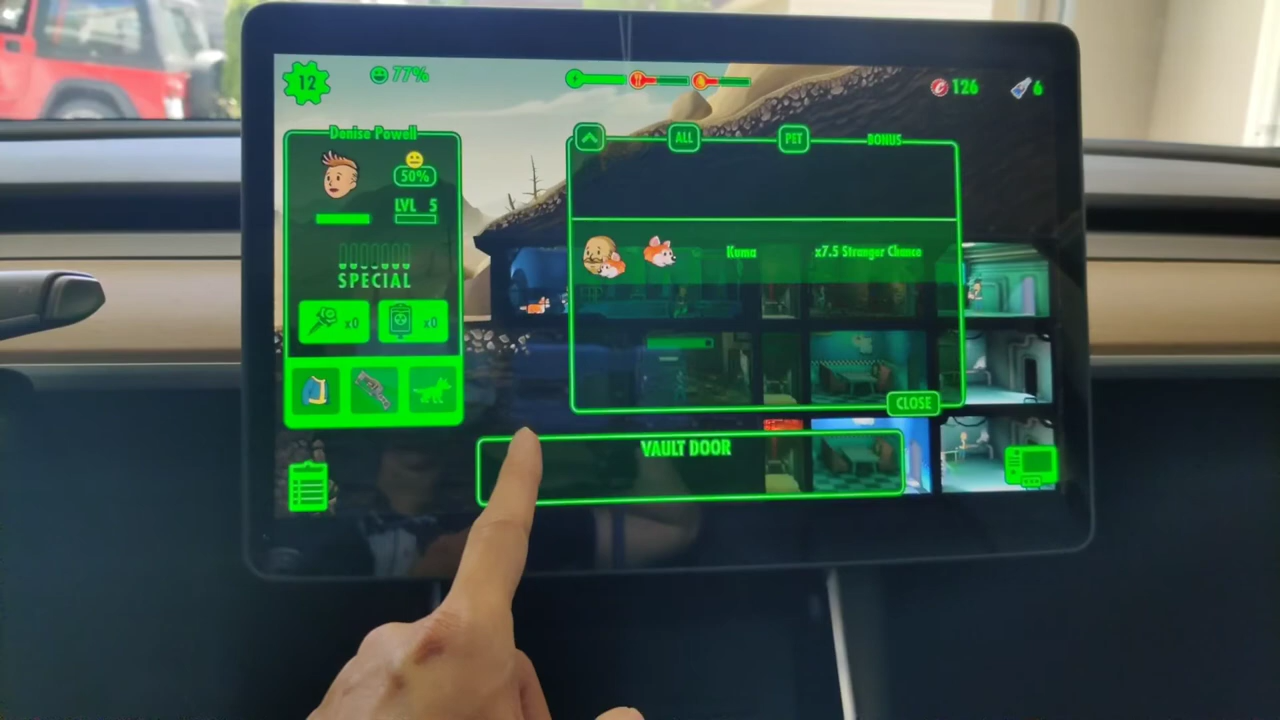 12
77%
126
6
Denise Powell
50%
LVL 5
SPECIAL
x0
x0
ALL
PET
BONUS
Kuma
x7.5 Stranger Chance
CLOSE
VAULT DOOR